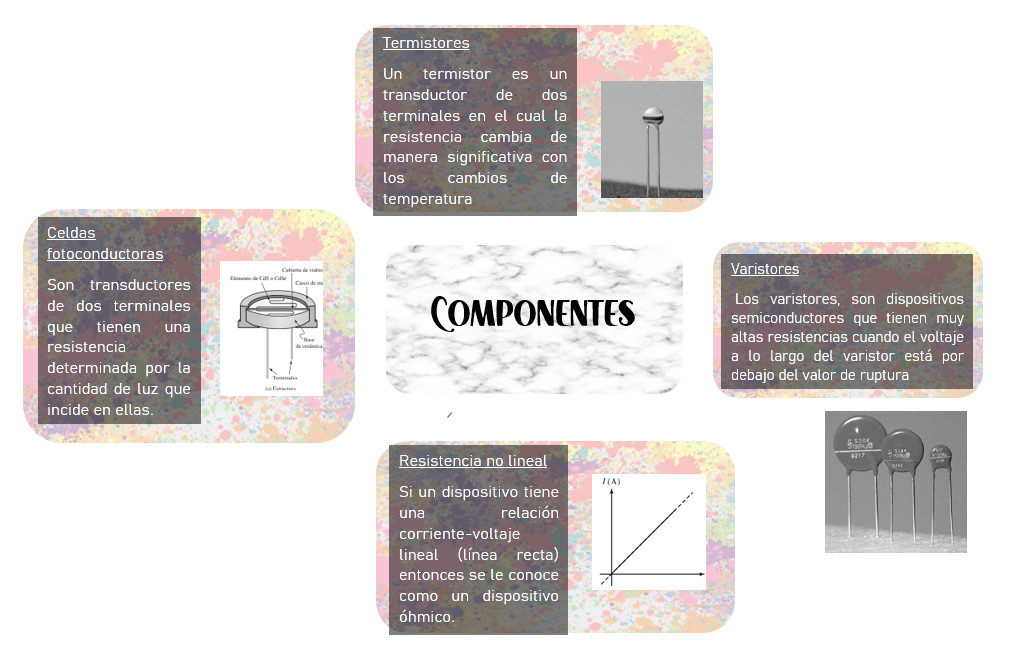 Termistores
Un termistor es un
transductor de dos
terminales en el cual la
resistencia cambia de
manera significativa con
los cambios de
temperatura
Celdas
fotoconductoras
Son transductores
de dos terminales
que tienen una
resistencia
determinada por la
cantidad de luz que
incide en ellas.
Cubierta de vidrio
Elemento de CdS o CdSe
Casco de
Base
de cerámica
Terminales
(a) Estructura
COMPONENTES
Varistores
Los varistores, son dispositivos
semiconductores que tienen muy
altas resistencias cuando el voltaje
a lo largo del varistor está por
debajo del valor de ruptura
S20K
9217
Resistencia no lineal
Si un dispositivo tiene
una relación
corriente-voltaje
lineal (línea recta)
entonces se le conoce
como un dispositivo
óhmico.
I (A)